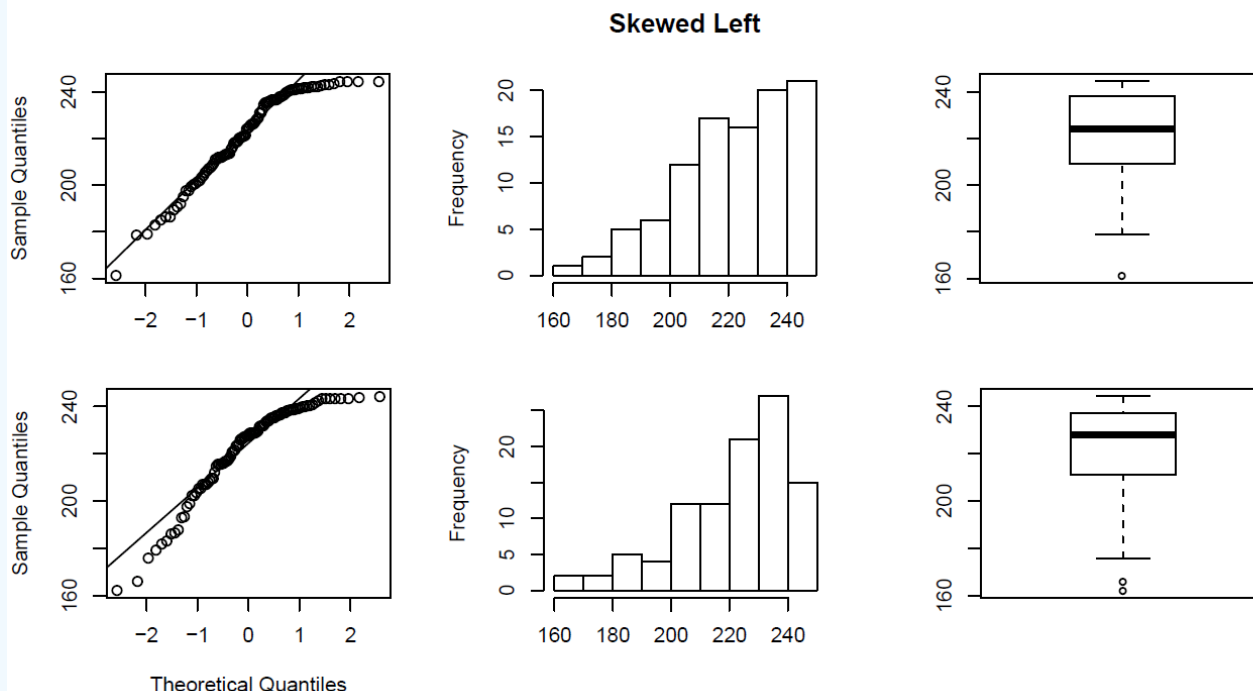 Skewed Left
Sample Quantiles
160 200 240
−2 −1 0 1 2
Frequency
0 5 10 15 20
160 180 200 220 240
160 200 240
Sample Quantiles
160 200 240
−2 −1 0 1 2
Theoretical Quantiles
Frequency
0 5 10 20
160 180 200 220 240
160 200 240